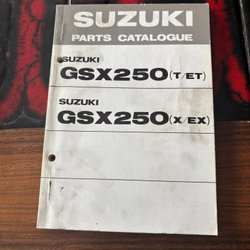 SUZUKI
PARTS CATALOGUE
SUZUKI
GSX250 (T/ET)
SUZUKI
GSX250 (X/EX)